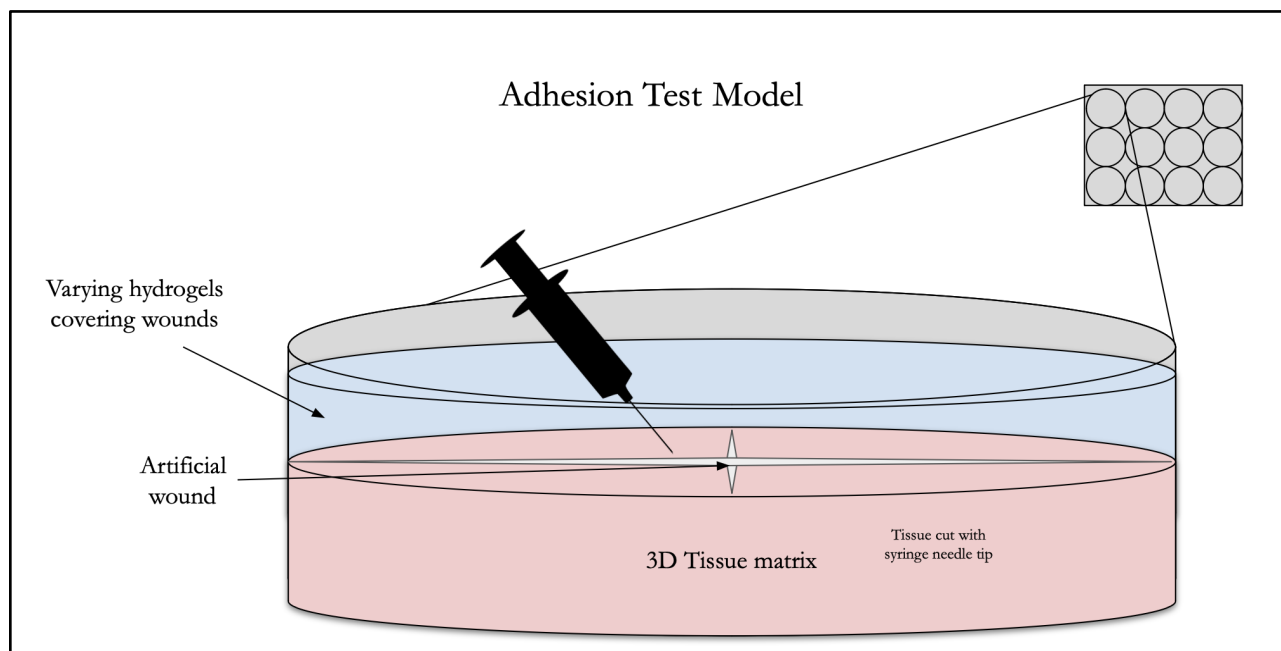 Adhesion Test Model
Varying hydrogels
covering wounds
Artificial
wound
Tissue cut with
syringe needle tip
3D Tissue matrix